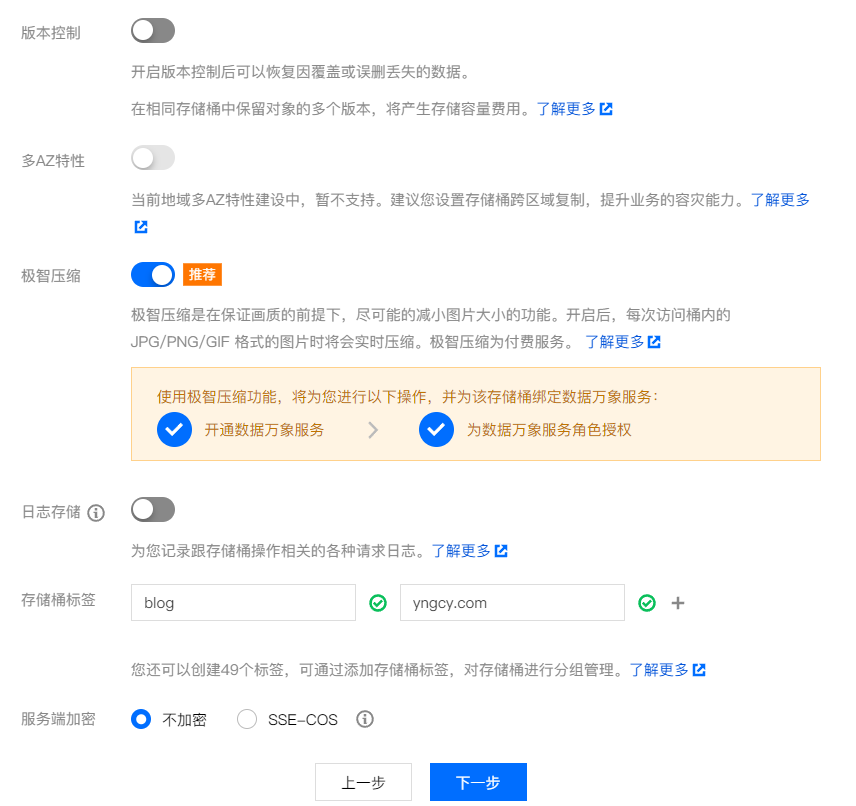 版本控制
开启版本控制后可以恢复因覆盖或误删丢失的数据。
在相同存储桶中保留对象的多个版本，将产生存储容量费用。了解更多
多AZ特性
当前地域多AZ特性建设中，暂不支持。建议您设置存储桶跨区域复制，提升业务的容灾能力。了解更多
极智压缩 推荐
极智压缩是在保证画质的前提下，尽可能的减小图片大小的功能。开启后，每次访问桶内的
JPG/PNG/GIF 格式的图片时将会实时压缩。极智压缩为付费服务。 了解更多
使用极智压缩功能，将为您进行以下操作，并为该存储桶绑定数据万象服务：
开通数据万象服务 为数据万象服务角色授权
日志存储
为您记录跟存储桶操作相关的各种请求日志。了解更多
存储桶标签 blog yngcy.com
您还可以创建49个标签，可通过添加存储桶标签，对存储桶进行分组管理。了解更多
服务端加密 不加密 SSE-COS
上一步 下一步